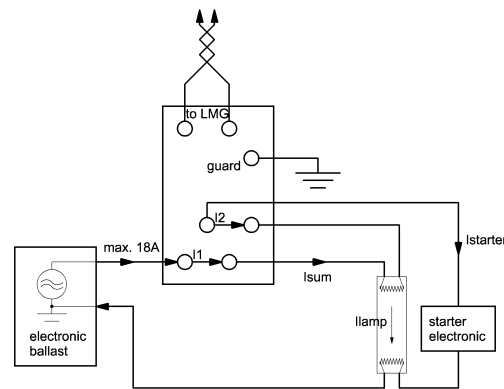 to LMG
guard
I2
max. 18A
I1
Isum
Istarter
Ilamp
electronic
ballast
starter
electronic